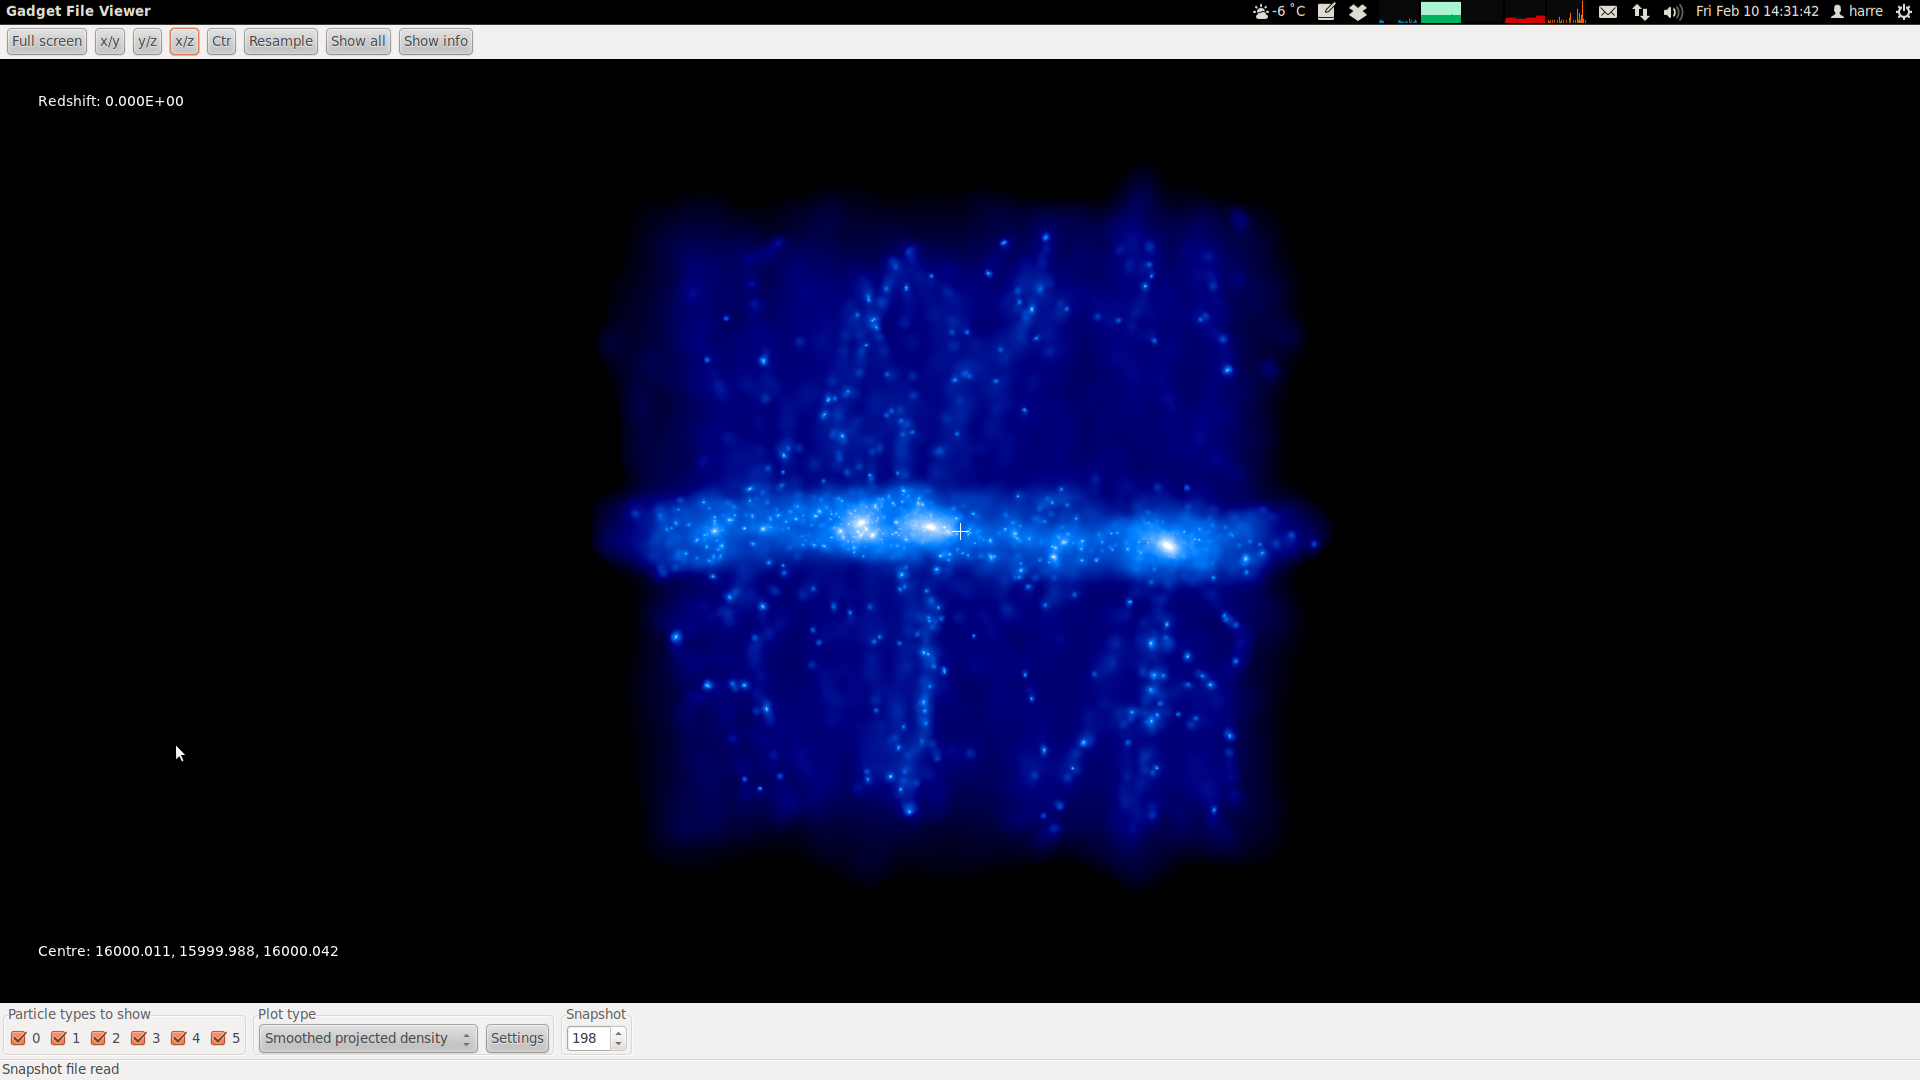 Gadget File Viewer
-6 °C
Fri Feb 10 14:31:42
harre
Full screen x/y y/z x/z Ctr Resample Show all Show info
Redshift: 0.000E+00
Centre: 16000.011, 15999.988, 16000.042
Particle types to show
0 1 2 3 4 5
Plot type
Smoothed projected density
Settings
Snapshot
198
Snapshot file read